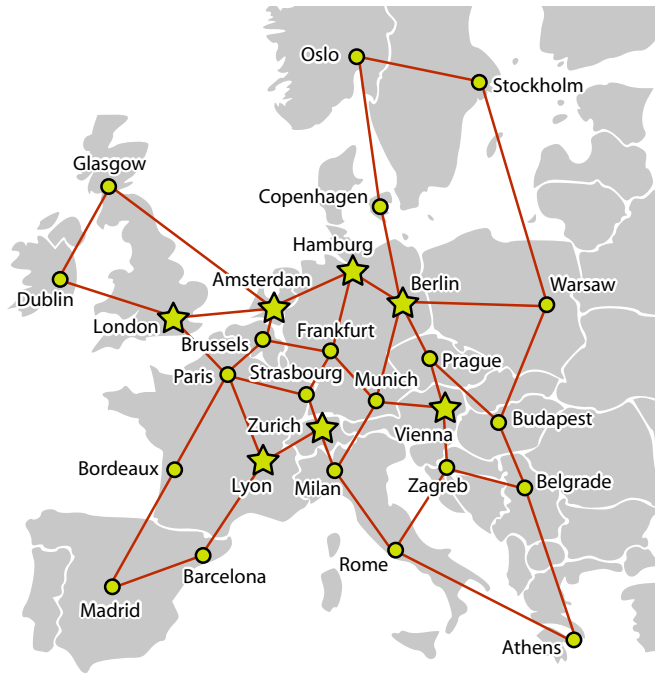 Oslo
Stockholm
Glasgow
Copenhagen
Hamburg
Amsterdam
Berlin
Dublin
Warsaw
London
Brussels
Frankfurt
Prague
Paris
Strasbourg
Munich
Zurich
Vienna
Budapest
Bordeaux
Lyon
Milan
Zagreb
Belgrade
Barcelona
Rome
Madrid
Athens